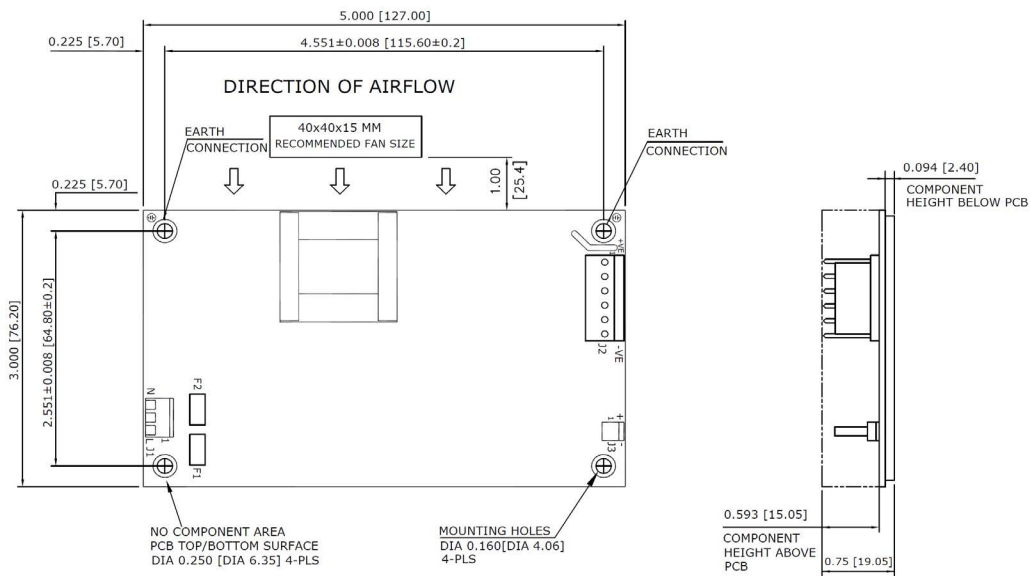 5.000 [127.00]
0.225 [5.70]
4.551±0.008 [115.60±0.2]
DIRECTION OF AIRFLOW
EARTH
CONNECTION
40x40x15 MM
RECOMMENDED FAN SIZE
EARTH
CONNECTION
1.00
[25.4]
0.225 [5.70]
0.094 [2.40]
COMPONENT
HEIGHT BELOW PCB
3.000 [76.20]
2.551±0.008 [64.80±0.2]
+VE
1
J2
-VE
N
L
1
J1
F2
F1
+
1
-
J3
NO COMPONENT AREA
PCB TOP/BOTTOM SURFACE
DIA 0.250 [DIA 6.35] 4-PLS
MOUNTING HOLES
DIA 0.160[DIA 4.06]
4-PLS
0.593 [15.05]
COMPONENT
HEIGHT ABOVE
PCB
0.75 [19.05]